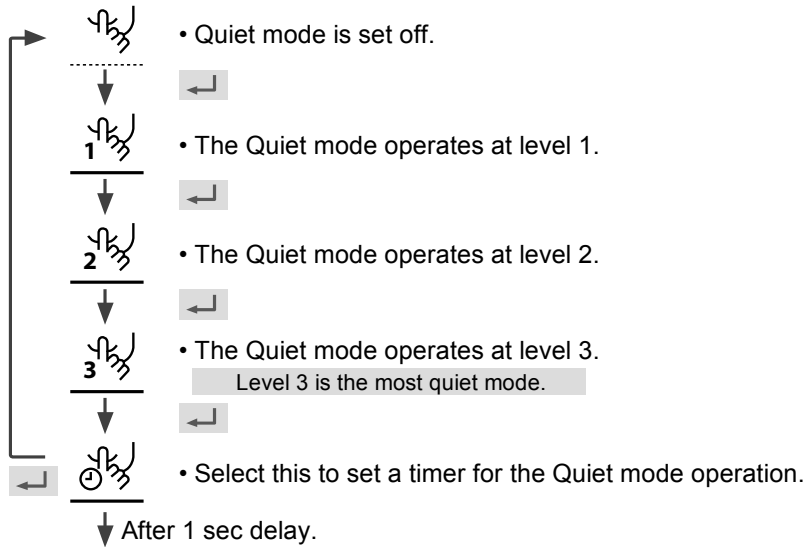 • Quiet mode is set off.
1
• The Quiet mode operates at level 1.
2
• The Quiet mode operates at level 2.
3
• The Quiet mode operates at level 3.
Level 3 is the most quiet mode.
• Select this to set a timer for the Quiet mode operation.
After 1 sec delay.